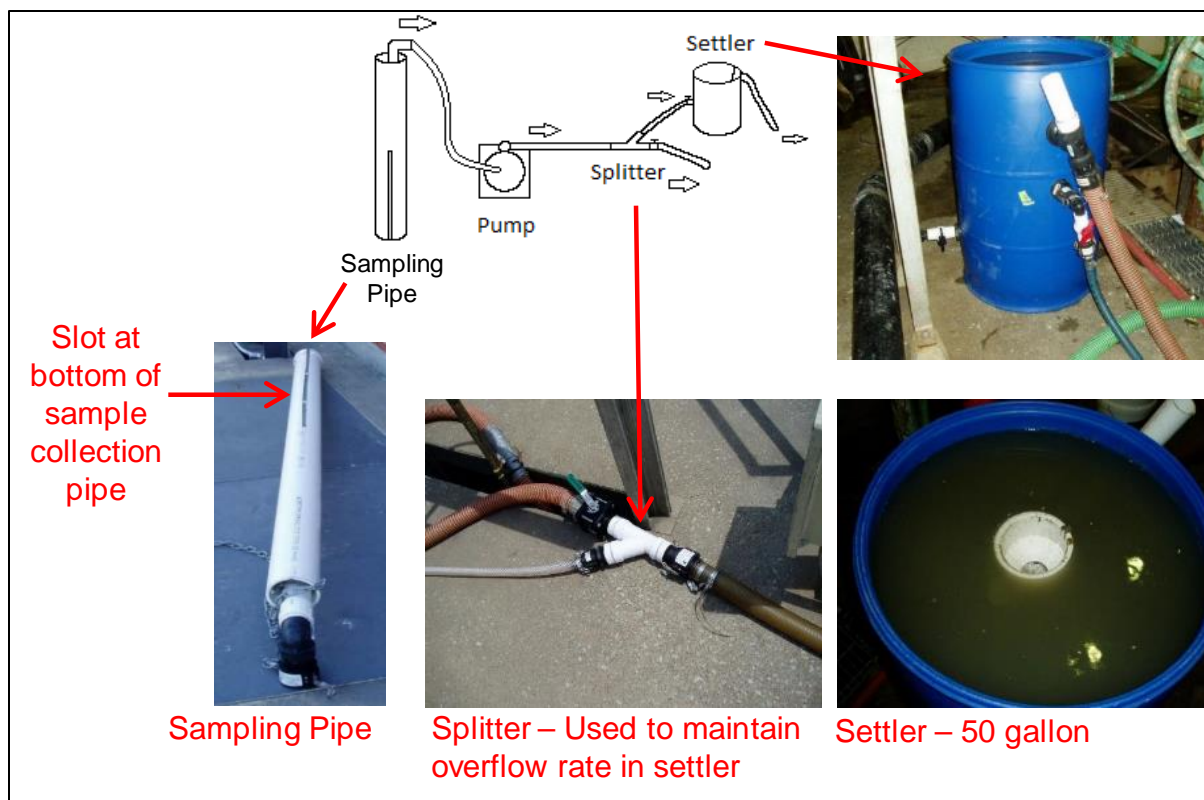 Settler
Splitter
Pump
Sampling
Pipe
Slot at
bottom of
sample
collection
pipe
Sampling Pipe
Splitter – Used to maintain
overflow rate in settler
Settler – 50 gallon